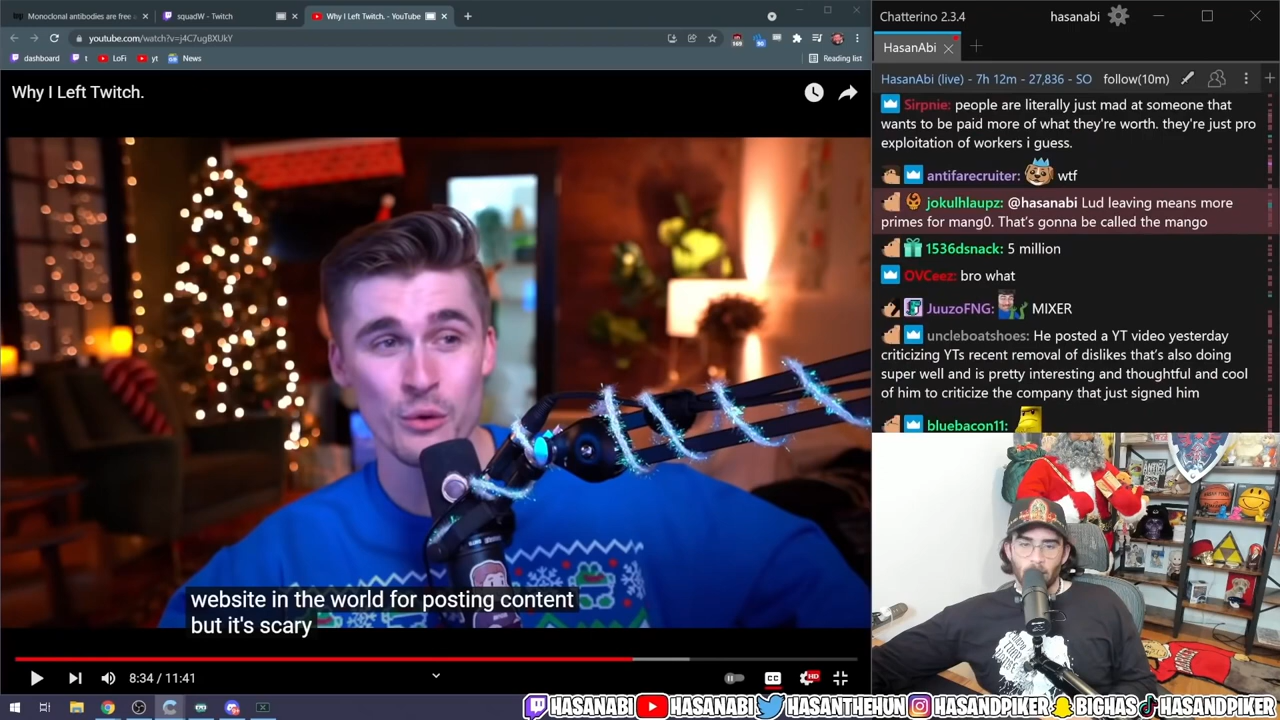 Monoclonal antibodies are free
squadW - Twitch
Why I Left Twitch. - YouTube
youtube.com/watch?v=j4C7ugBXUkY
169
90
dashboard
t
LoFi
yt
News
Reading list
Why I Left Twitch.
website in the world for posting content
but it's scary
8:34 / 11:41
CC
HD
Chatterino 2.3.4
hasanabi
HasanAbi
HasanAbi (live) - 7h 12m - 27,836 - SO
follow(10m)
Sirpnie: people are literally just mad at someone that
wants to be paid more of what they're worth. they're just pro
exploitation of workers i guess.
antifarecruiter: wtf
jokulhlaupz: @hasanabi Lud leaving means more
primes for mang0. That's gonna be called the mango
1536dsnack: 5 million
OVCeez: bro what
JuuzoFNG: MIXER
uncleboatshoes: He posted a YT video yesterday
criticizing YTs recent removal of dislikes that's also doing
super well and is pretty interesting and thoughtful and cool
of him to criticize the company that just signed him
bluebacon11:
HASANABI
HASANABI
HASANTHEHUN
HASANDPIKER
BIGHAS
HASANDPIKER